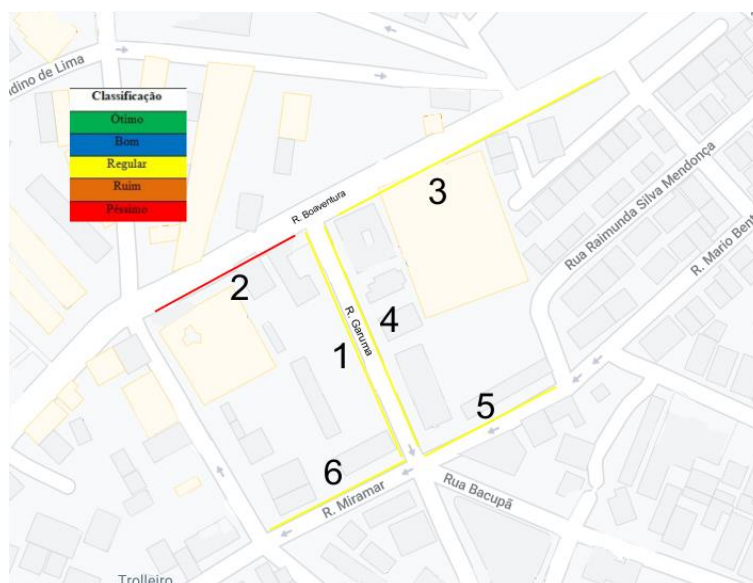 dino de Lima
Classificação
Ótimo
Bom
Regular
Ruim
Péssimo
R. Boaventura
3
Rua Raimunda Silva Mendonça
R. Mario Bent
2
R. Garuma
4
1
5
6
R. Miramar
Rua Bacupã
Trolleiro